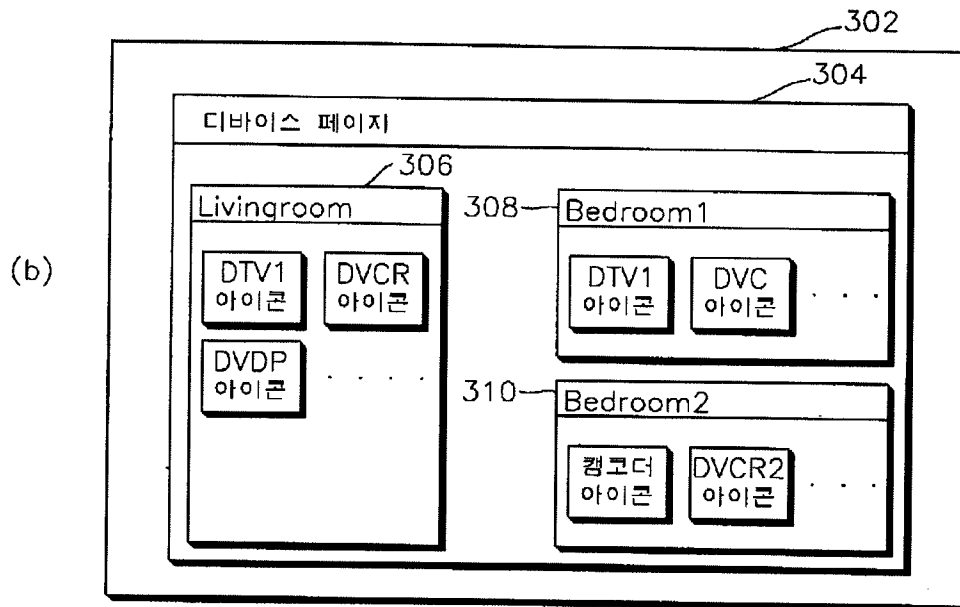 302
304
디바이스 페이지
306
Livingroom
DTV1
아이콘
DVCR
아이콘
DVDP
아이콘
. . . .
308
Bedroom1
DTV1
아이콘
DVC
아이콘
. . .
310
Bedroom2
캠코더
아이콘
DVCR2
아이콘
. . .
(b)